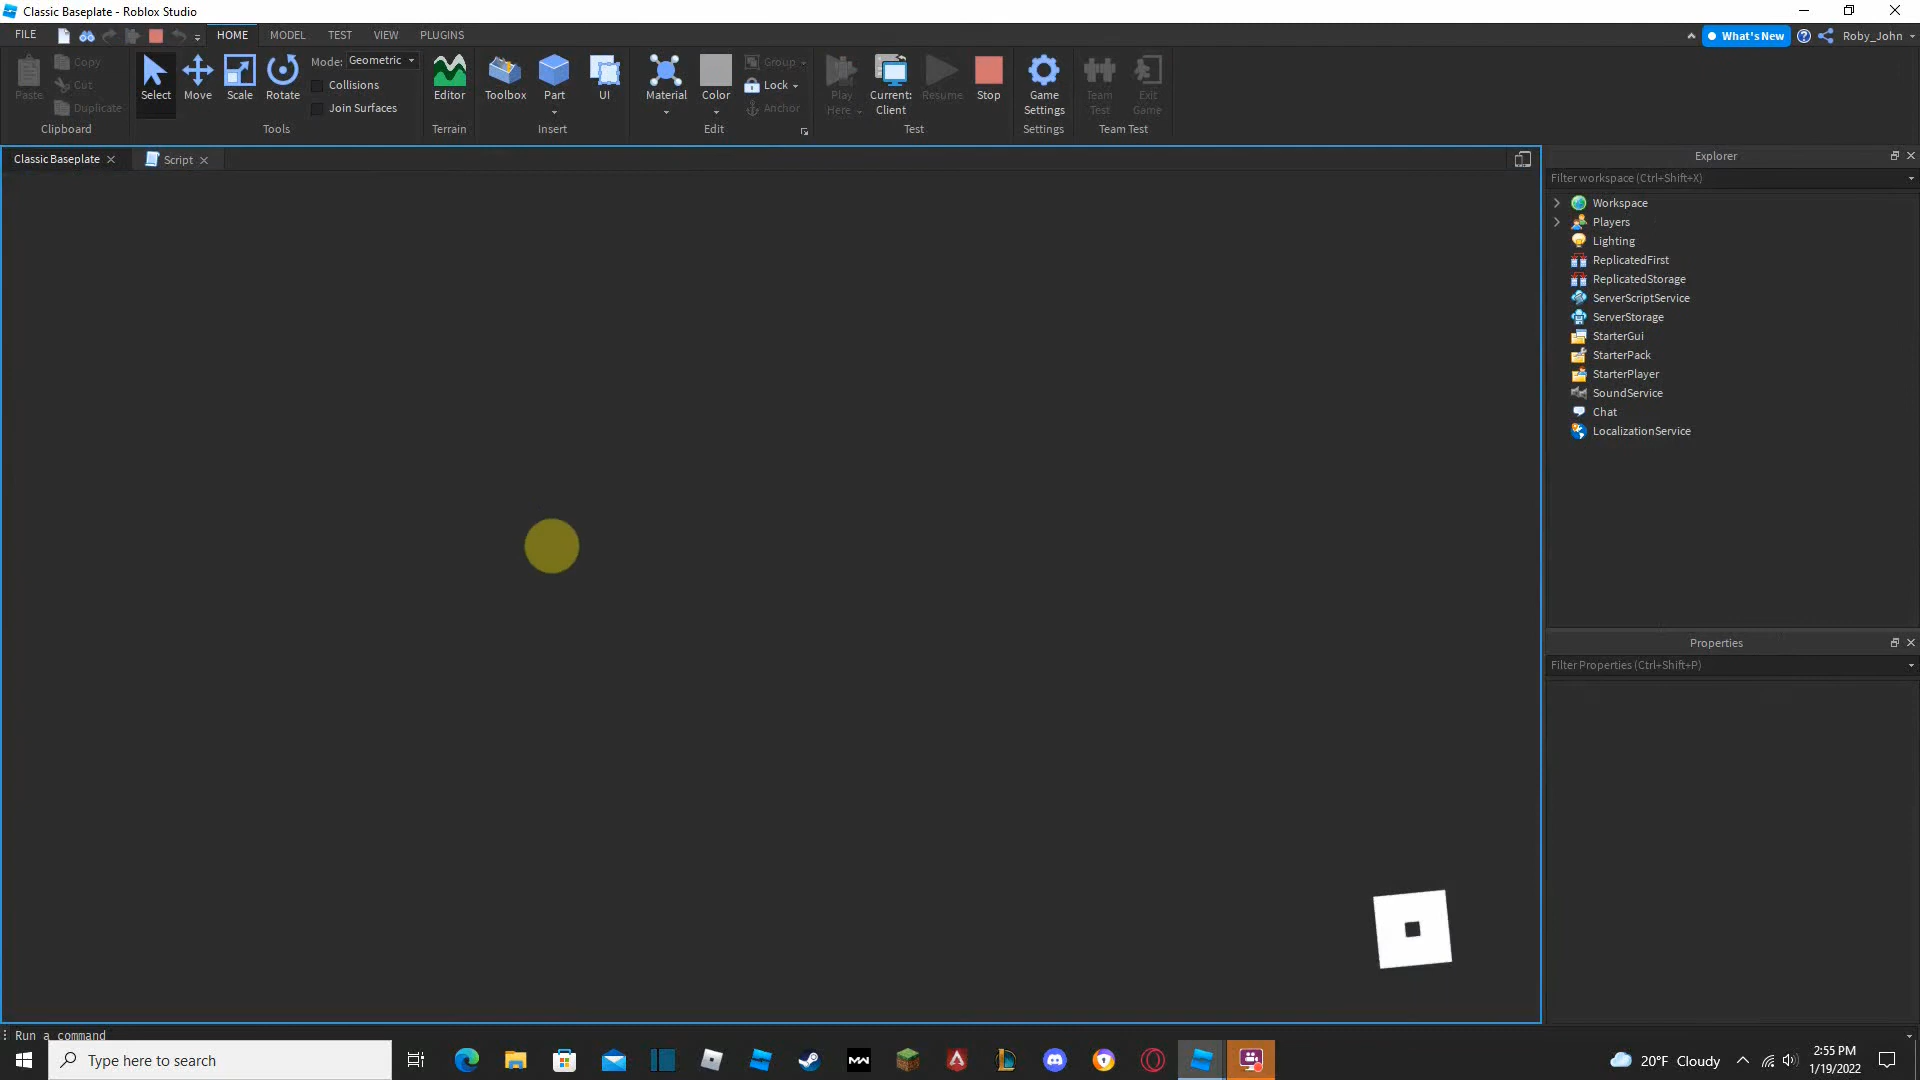 Classic Baseplate - Roblox Studio
FILE HOME MODEL TEST VIEW PLUGINS What's New Roby_John
Paste Copy Cut Duplicate
Clipboard
Select Move Scale Rotate Mode: Geometric Collisions Join Surfaces
Tools
Editor
Terrain
Toolbox Part UI
Insert
Material Color Group Lock Anchor
Edit
Play Here Current: Client Resume Stop
Test
Game Settings
Settings
Team Test Exit Game
Team Test
Classic Baseplate Script
Explorer
Filter workspace (Ctrl+Shift+X)
Workspace
Players
Lighting
ReplicatedFirst
ReplicatedStorage
ServerScriptService
ServerStorage
StarterGui
StarterPack
StarterPlayer
SoundService
Chat
LocalizationService
Properties
Filter Properties (Ctrl+Shift+P)
Run a command
Type here to search
20°F Cloudy
2:55 PM
1/19/2022